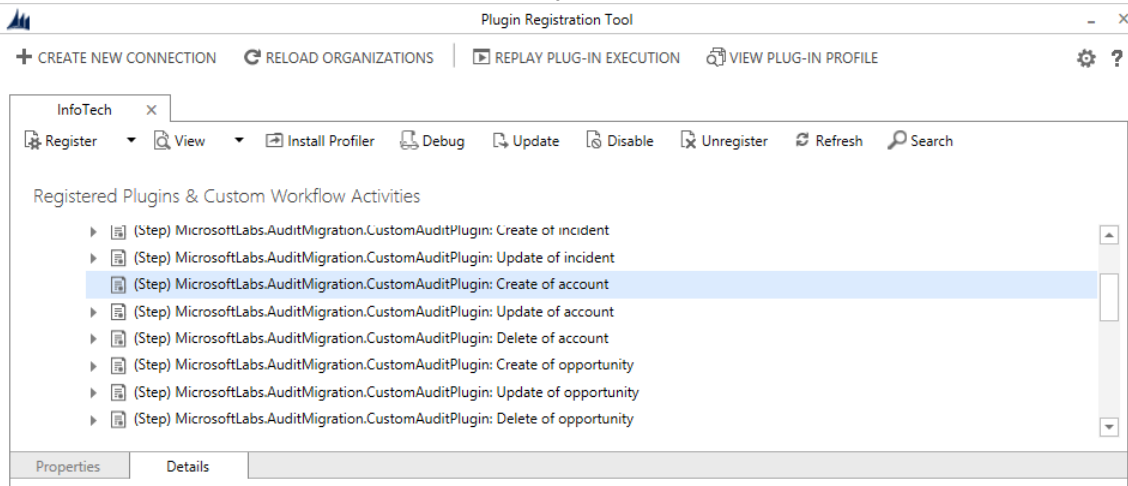 Plugin Registration Tool
CREATE NEW CONNECTION RELOAD ORGANIZATIONS REPLAY PLUG-IN EXECUTION VIEW PLUG-IN PROFILE ?
InfoTech
Register View Install Profiler Debug Update Disable Unregister Refresh Search
Registered Plugins & Custom Workflow Activities
(Step) MicrosoftLabs.AuditMigration.CustomAuditPlugin: Create of incident
(Step) MicrosoftLabs.AuditMigration.CustomAuditPlugin: Update of incident
(Step) MicrosoftLabs.AuditMigration.CustomAuditPlugin: Create of account
(Step) MicrosoftLabs.AuditMigration.CustomAuditPlugin: Update of account
(Step) MicrosoftLabs.AuditMigration.CustomAuditPlugin: Delete of account
(Step) MicrosoftLabs.AuditMigration.CustomAuditPlugin: Create of opportunity
(Step) MicrosoftLabs.AuditMigration.CustomAuditPlugin: Update of opportunity
(Step) MicrosoftLabs.AuditMigration.CustomAuditPlugin: Delete of opportunity
Properties Details